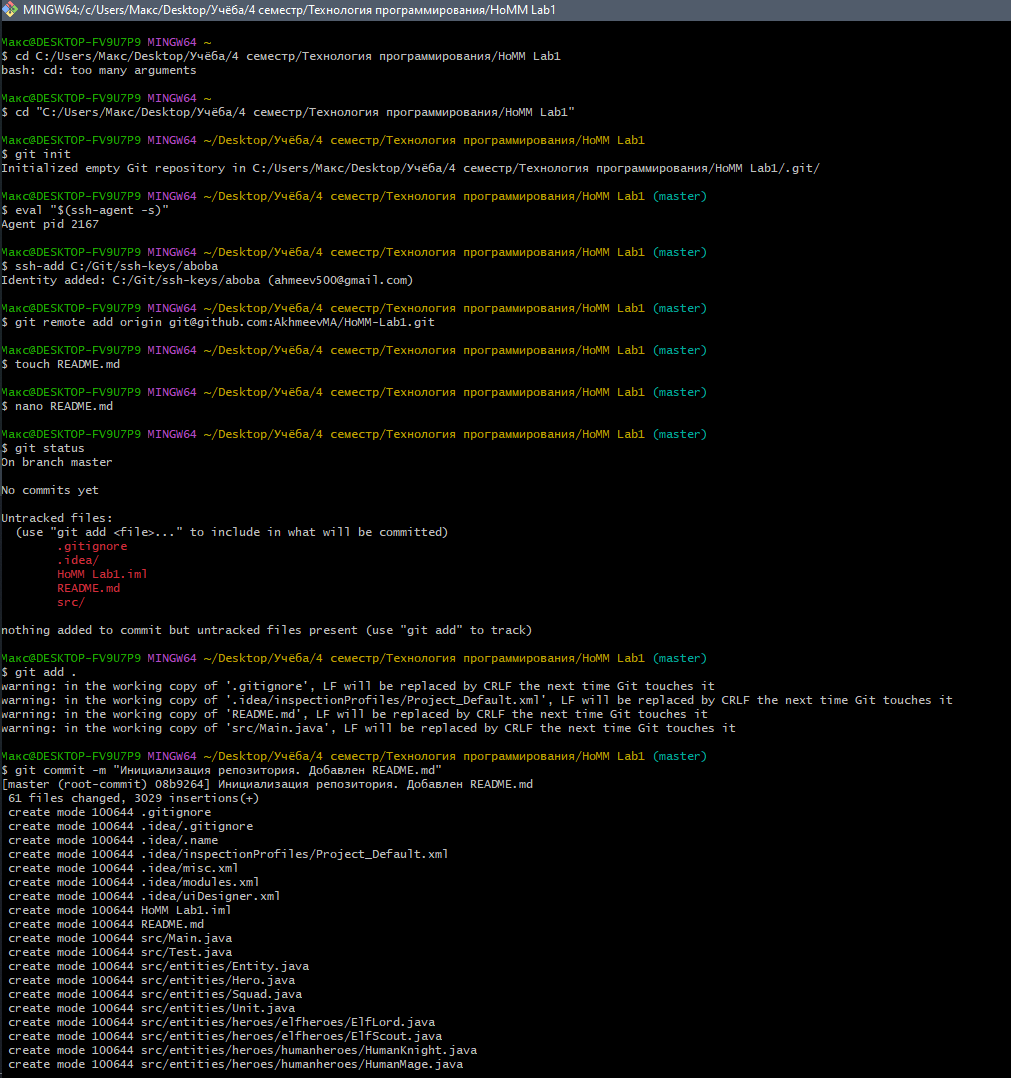 MINGW64:/c/Users/Макс/Desktop/Учёба/4 семестр/Технология программирования/HoMM Lab1
Макс@DESKTOP-FV9U7P9 MINGW64 ~
$ cd C:/Users/Макс/Desktop/Учёба/4 семестр/Технология программирования/HoMM Lab1
bash: cd: too many arguments
Макс@DESKTOP-FV9U7P9 MINGW64 ~
$ cd "C:/Users/Макс/Desktop/Учёба/4 семестр/Технология программирования/HoMM Lab1"
Макс@DESKTOP-FV9U7P9 MINGW64 ~/Desktop/Учёба/4 семестр/Технология программирования/HoMM Lab1
$ git init
Initialized empty Git repository in C:/Users/Макс/Desktop/Учёба/4 семестр/Технология программирования/HoMM Lab1/.git/
Макс@DESKTOP-FV9U7P9 MINGW64 ~/Desktop/Учёба/4 семестр/Технология программирования/HoMM Lab1 (master)
$ eval "$(ssh-agent -s)"
Agent pid 2167
Макс@DESKTOP-FV9U7P9 MINGW64 ~/Desktop/Учёба/4 семестр/Технология программирования/HoMM Lab1 (master)
$ ssh-add C:/Git/ssh-keys/aboba
Identity added: C:/Git/ssh-keys/aboba (ahmeev500@gmail.com)
Макс@DESKTOP-FV9U7P9 MINGW64 ~/Desktop/Учёба/4 семестр/Технология программирования/HoMM Lab1 (master)
$ git remote add origin git@github.com:AkhmeevMA/HoMM-Lab1.git
Макс@DESKTOP-FV9U7P9 MINGW64 ~/Desktop/Учёба/4 семестр/Технология программирования/HoMM Lab1 (master)
$ touch README.md
Макс@DESKTOP-FV9U7P9 MINGW64 ~/Desktop/Учёба/4 семестр/Технология программирования/HoMM Lab1 (master)
$ nano README.md
Макс@DESKTOP-FV9U7P9 MINGW64 ~/Desktop/Учёба/4 семестр/Технология программирования/HoMM Lab1 (master)
$ git status
On branch master
No commits yet
Untracked files:
(use "git add <file>..." to include in what will be committed)
.gitignore
.idea/
HoMM Lab1.iml
README.md
src/
nothing added to commit but untracked files present (use "git add" to track)
Макс@DESKTOP-FV9U7P9 MINGW64 ~/Desktop/Учёба/4 семестр/Технология программирования/HoMM Lab1 (master)
$ git add .
warning: in the working copy of '.gitignore', LF will be replaced by CRLF the next time Git touches it
warning: in the working copy of '.idea/inspectionProfiles/Project_Default.xml', LF will be replaced by CRLF the next time Git touches it
warning: in the working copy of 'README.md', LF will be replaced by CRLF the next time Git touches it
warning: in the working copy of 'src/Main.java', LF will be replaced by CRLF the next time Git touches it
Макс@DESKTOP-FV9U7P9 MINGW64 ~/Desktop/Учёба/4 семестр/Технология программирования/HoMM Lab1 (master)
$ git commit -m "Инициализация репозитория. Добавлен README.md"
[master (root-commit) 08b9264] Инициализация репозитория. Добавлен README.md
61 files changed, 3029 insertions(+)
create mode 100644 .gitignore
create mode 100644 .idea/.gitignore
create mode 100644 .idea/.name
create mode 100644 .idea/inspectionProfiles/Project_Default.xml
create mode 100644 .idea/misc.xml
create mode 100644 .idea/modules.xml
create mode 100644 .idea/uiDesigner.xml
create mode 100644 HoMM Lab1.iml
create mode 100644 README.md
create mode 100644 src/Main.java
create mode 100644 src/Test.java
create mode 100644 src/entities/Entity.java
create mode 100644 src/entities/Hero.java
create mode 100644 src/entities/Squad.java
create mode 100644 src/entities/Unit.java
create mode 100644 src/entities/heroes/elfheroes/ElfLord.java
create mode 100644 src/entities/heroes/elfheroes/ElfScout.java
create mode 100644 src/entities/heroes/humanheroes/HumanKnight.java
create mode 100644 src/entities/heroes/humanheroes/HumanMage.java